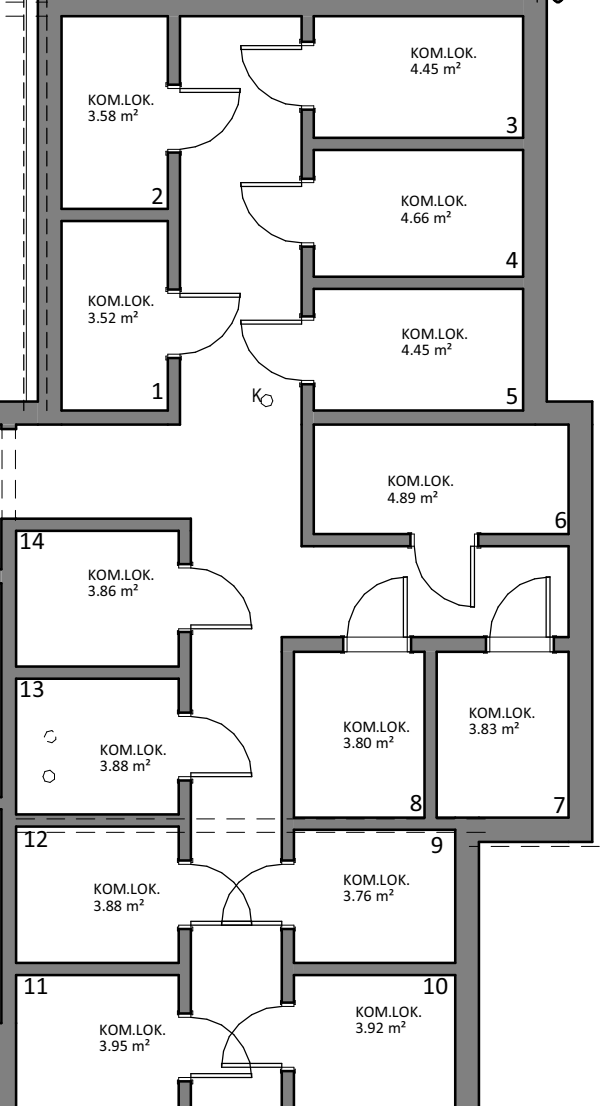 KOM.LOK.
4.45 m²
3
KOM.LOK.
3.58 m²
2
KOM.LOK.
4.66 m²
4
KOM.LOK.
3.52 m²
1
KOM.LOK.
4.45 m²
5
K
KOM.LOK.
4.89 m²
6
14
KOM.LOK.
3.86 m²
13
KOM.LOK.
3.88 m²
KOM.LOK.
3.80 m²
8
KOM.LOK.
3.83 m²
7
12
KOM.LOK.
3.88 m²
9
KOM.LOK.
3.76 m²
11
KOM.LOK.
3.95 m²
10
KOM.LOK.
3.92 m²